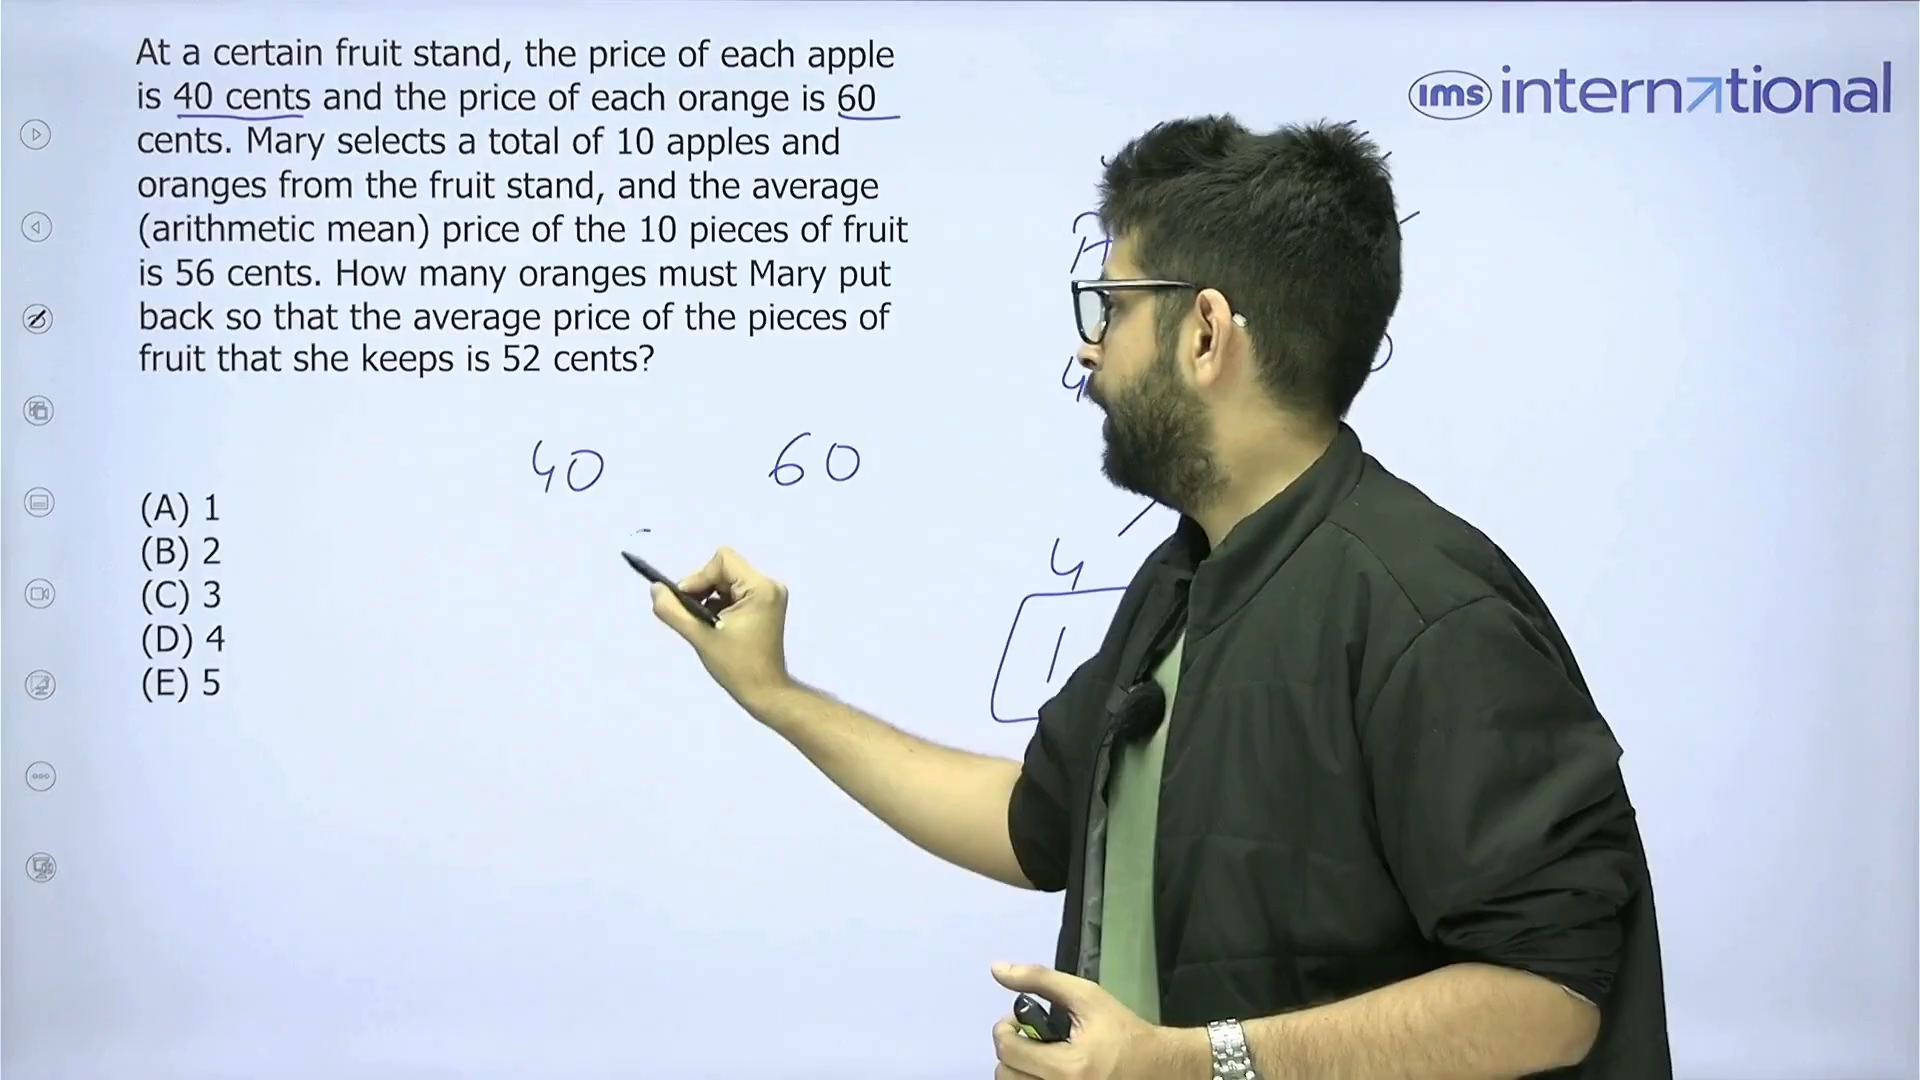 At a certain fruit stand, the price of each apple
is 40 cents and the price of each orange is 60
cents. Mary selects a total of 10 apples and
oranges from the fruit stand, and the average
(arithmetic mean) price of the 10 pieces of fruit
is 56 cents. How many oranges must Mary put
back so that the average price of the pieces of
fruit that she keeps is 52 cents?
(A) 1
(B) 2
(C) 3
(D) 4
(E) 5
40 60
ims international
A
4
4
1